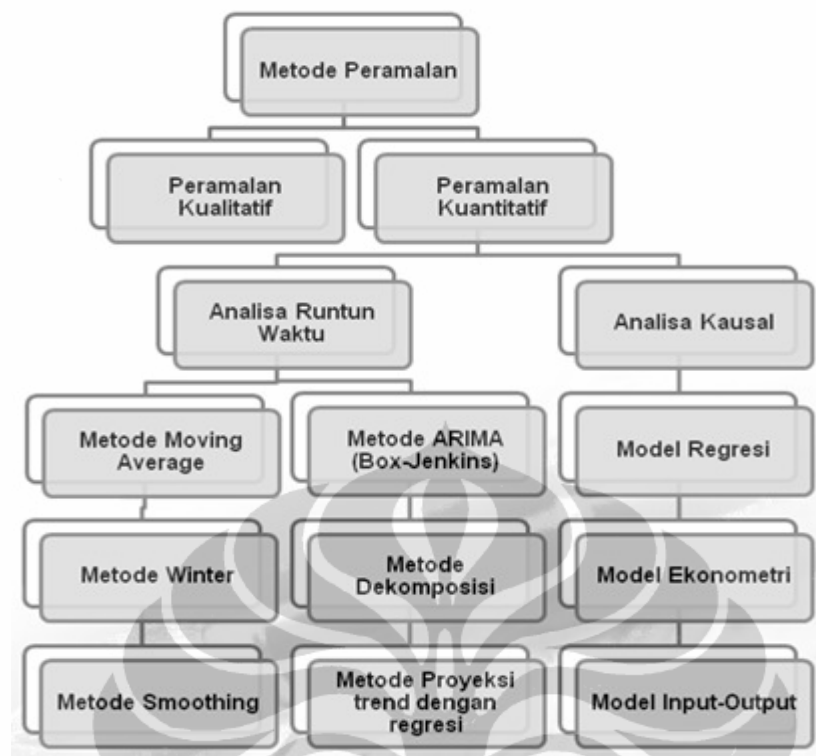 Metode Peramalan
Peramalan
Kualitatif
Peramalan
Kuantitatif
Analisa Runtun
Waktu
Analisa Kausal
Metode Moving
Average
Metode ARIMA
(Box-Jenkins)
Model Regresi
Metode Winter
Metode
Dekomposisi
Model Ekonometri
Metode Smoothing
Metode Proyeksi
trend dengan
regresi
Model Input-Output